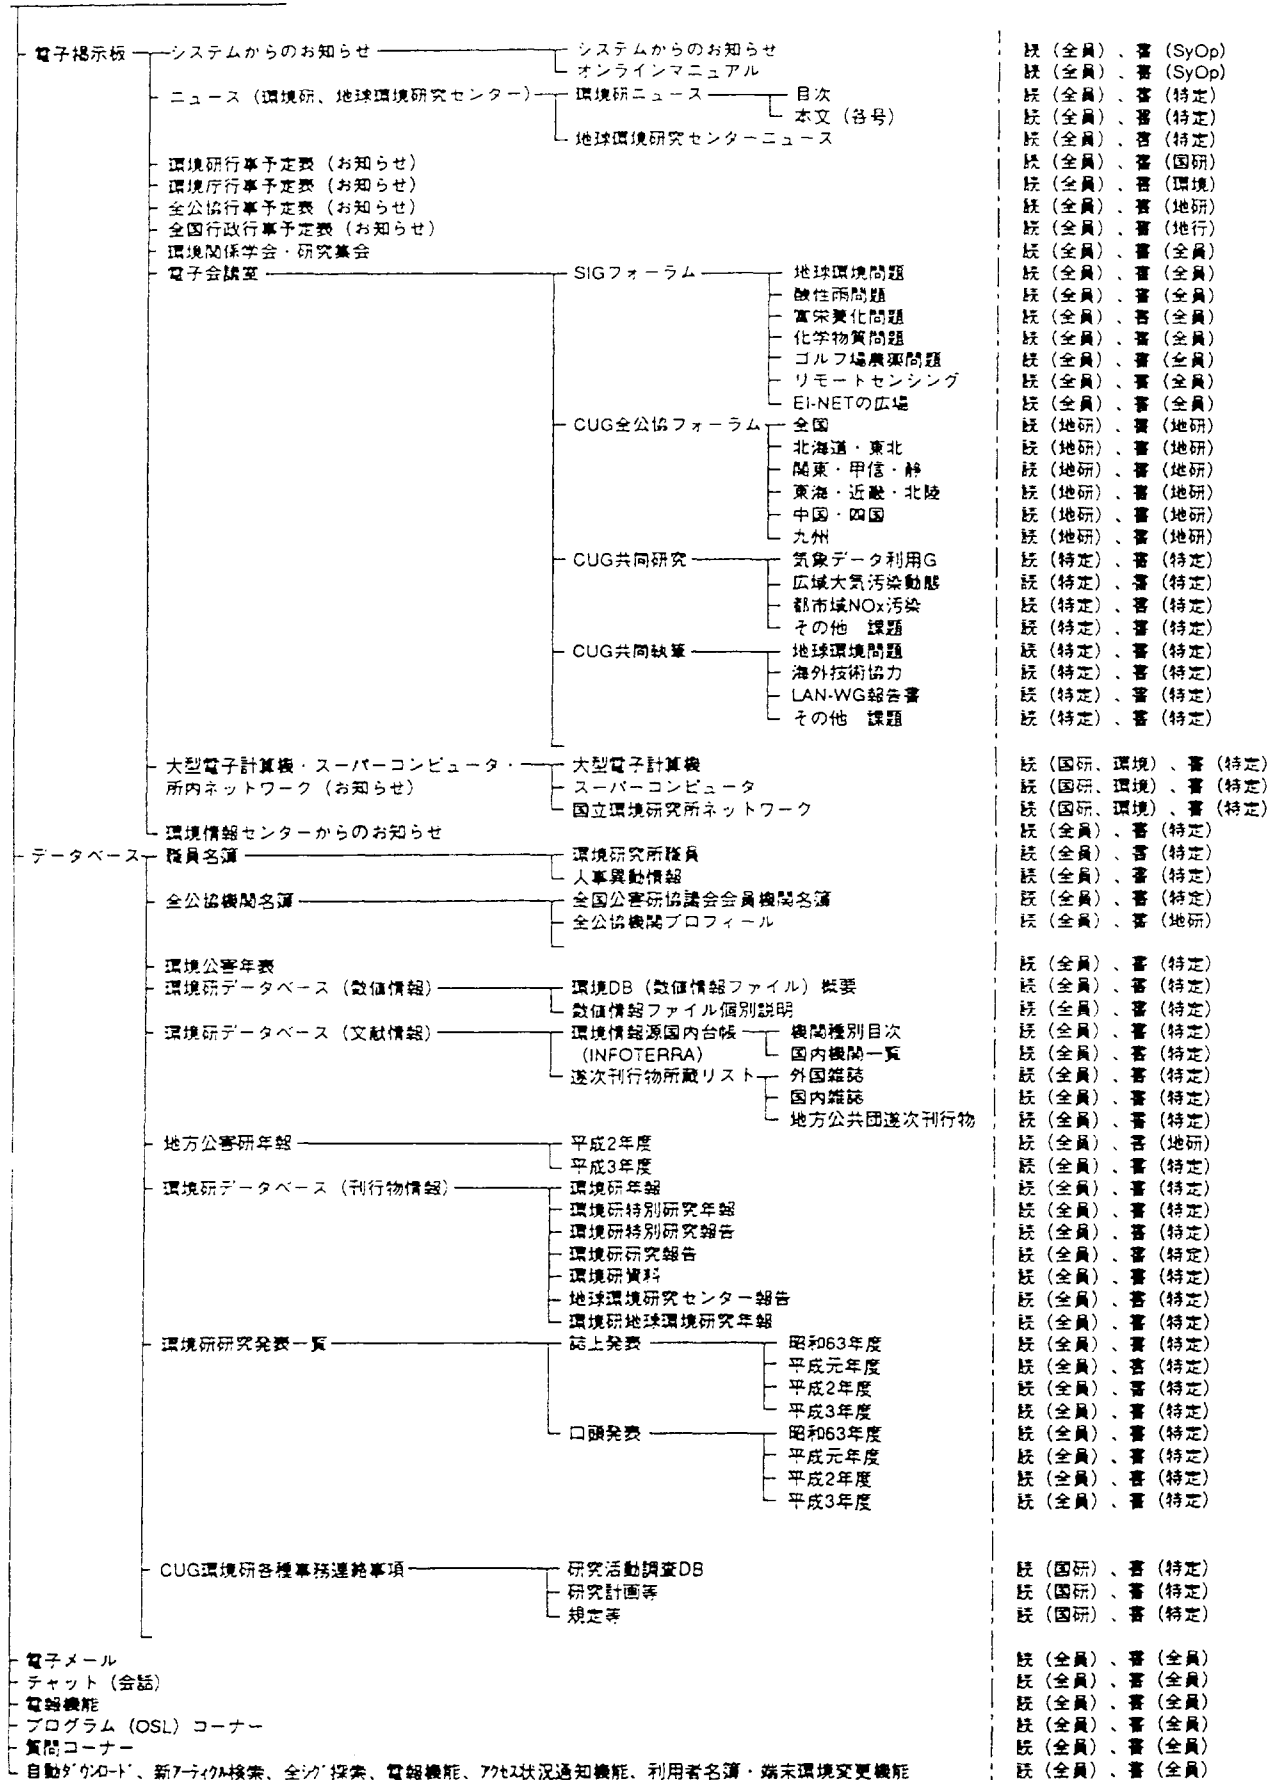 電子掲示板 システムからのお知らせ システムからのお知らせ 読（全員）、書（SyOp）
オンラインマニュアル 読（全員）、書（SyOp）
ニュース（環境研、地球環境研究センター） 環境研ニュース 目次 読（全員）、書（特定）
本文（各号） 読（全員）、書（特定）
地球環境研究センターニュース 読（全員）、書（特定）
環境研行事予定表（お知らせ） 読（全員）、書（国研）
環境庁行事予定表（お知らせ） 読（全員）、書（環境）
全公協行事予定表（お知らせ） 読（全員）、書（地研）
全国行政行事予定表（お知らせ） 読（全員）、書（地行）
環境関係学会・研究集会 読（全員）、書（全員）
電子会議室 SIGフォーラム 地球環境問題 読（全員）、書（全員）
酸性雨問題 読（全員）、書（全員）
富栄養化問題 読（全員）、書（全員）
化学物質問題 読（全員）、書（全員）
ゴルフ場農薬問題 読（全員）、書（全員）
リモートセンシング 読（全員）、書（全員）
EI-NETの広場 読（全員）、書（全員）
CUG全公協フォーラム 全国 読（地研）、書（地研）
北海道・東北 読（地研）、書（地研）
関東・甲信・静 読（地研）、書（地研）
東海・近畿・北陸 読（地研）、書（地研）
中国・四国 読（地研）、書（地研）
九州 読（地研）、書（地研）
CUG共同研究 気象データ利用G 読（特定）、書（特定）
広域大気汚染動態 読（特定）、書（特定）
都市域NOx汚染 読（特定）、書（特定）
その他 課題 読（特定）、書（特定）
CUG共同執筆 地球環境問題 読（特定）、書（特定）
海外技術協力 読（特定）、書（特定）
LAN-WG報告書 読（特定）、書（特定）
その他 課題 読（特定）、書（特定）
大型電子計算機・スーパーコンピュータ・ 大型電子計算機 読（国研、環境）、書（特定）
所内ネットワーク（お知らせ） スーパーコンピュータ 読（国研、環境）、書（特定）
国立環境研究所ネットワーク 読（国研、環境）、書（特定）
環境情報センターからのお知らせ 読（全員）、書（特定）
データベース 職員名簿 環境研究所職員 読（全員）、書（特定）
人事異動情報 読（全員）、書（特定）
全公協機関名簿 全国公害研協議会会員機関名簿 読（全員）、書（特定）
全公協機関プロフィール 読（全員）、書（地研）
環境公害年表 読（全員）、書（特定）
環境研データベース（数値情報） 環境DB（数値情報ファイル）概要 読（全員）、書（特定）
数値情報ファイル個別説明 読（全員）、書（特定）
環境研データベース（文献情報） 環境情報源国内台帳 機関種別目次 読（全員）、書（特定）
（INFOTERRA） 国内機関一覧 読（全員）、書（特定）
逐次刊行物所蔵リスト 外国雑誌 読（全員）、書（特定）
国内雑誌 読（全員）、書（特定）
地方公共団逐次刊行物 読（全員）、書（特定）
地方公害研年報 平成2年度 読（全員）、書（地研）
平成3年度 読（全員）、書（特定）
環境研データベース（刊行物情報） 環境研年報 読（全員）、書（特定）
環境研特別研究年報 読（全員）、書（特定）
環境研特別研究報告 読（全員）、書（特定）
環境研研究報告 読（全員）、書（特定）
環境研資料 読（全員）、書（特定）
地球環境研究センター報告 読（全員）、書（特定）
環境研地球環境研究年報 読（全員）、書（特定）
環境研研究発表一覧 誌上発表 昭和63年度 読（全員）、書（特定）
平成元年度 読（全員）、書（特定）
平成2年度 読（全員）、書（特定）
平成3年度 読（全員）、書（特定）
口頭発表 昭和63年度 読（全員）、書（特定）
平成元年度 読（全員）、書（特定）
平成2年度 読（全員）、書（特定）
平成3年度 読（全員）、書（特定）
CUG環境研各種事務連絡事項 研究活動調査DB 読（国研）、書（特定）
研究計画等 読（国研）、書（特定）
規定等 読（国研）、書（特定）
電子メール 読（全員）、書（全員）
チャット（会話） 読（全員）、書（全員）
電報機能 読（全員）、書（全員）
プログラム（OSL）コーナー 読（全員）、書（全員）
質問コーナー 読（全員）、書（全員）
自動ダウンロード、新アーティクル検索、全シグ探索、電報機能、アクセス状況通知機能、利用者名簿・端末環境変更機能 読（全員）、書（全員）